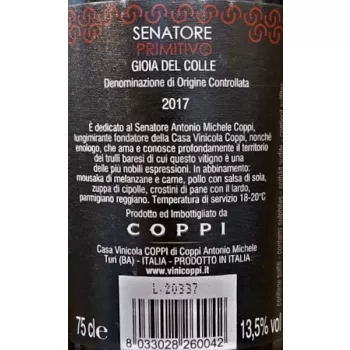 SENATORE
PRIMITIVO
GIOIA DEL COLLE
Denominazione di Origine Controllata
2017
È dedicato al Senatore Antonio Michele Coppi,
lungimirante fondatore della Casa Vinicola Coppi, nonché
enologo, che ama e conosce profondamente il territorio
dei trulli baresi di cui questo vitigno è una
delle più nobili espressioni. In abbinamento:
mousaka di melanzane e carne, pollo con salsa di soia,
zuppa di cipolle, crostini di pane con il lardo,
parmigiano reggiano. Temperatura di servizio 18-20°C
Prodotto ed Imbottigliato da
COPPI
Casa Vinicola COPPI di Coppi Antonio Michele
Turi (BA) - ITALIA - PRODOTTO IN ITALIA
www.vinicoppi.it
L·20337
75 cl e
13,5% vol
8 033028 260042